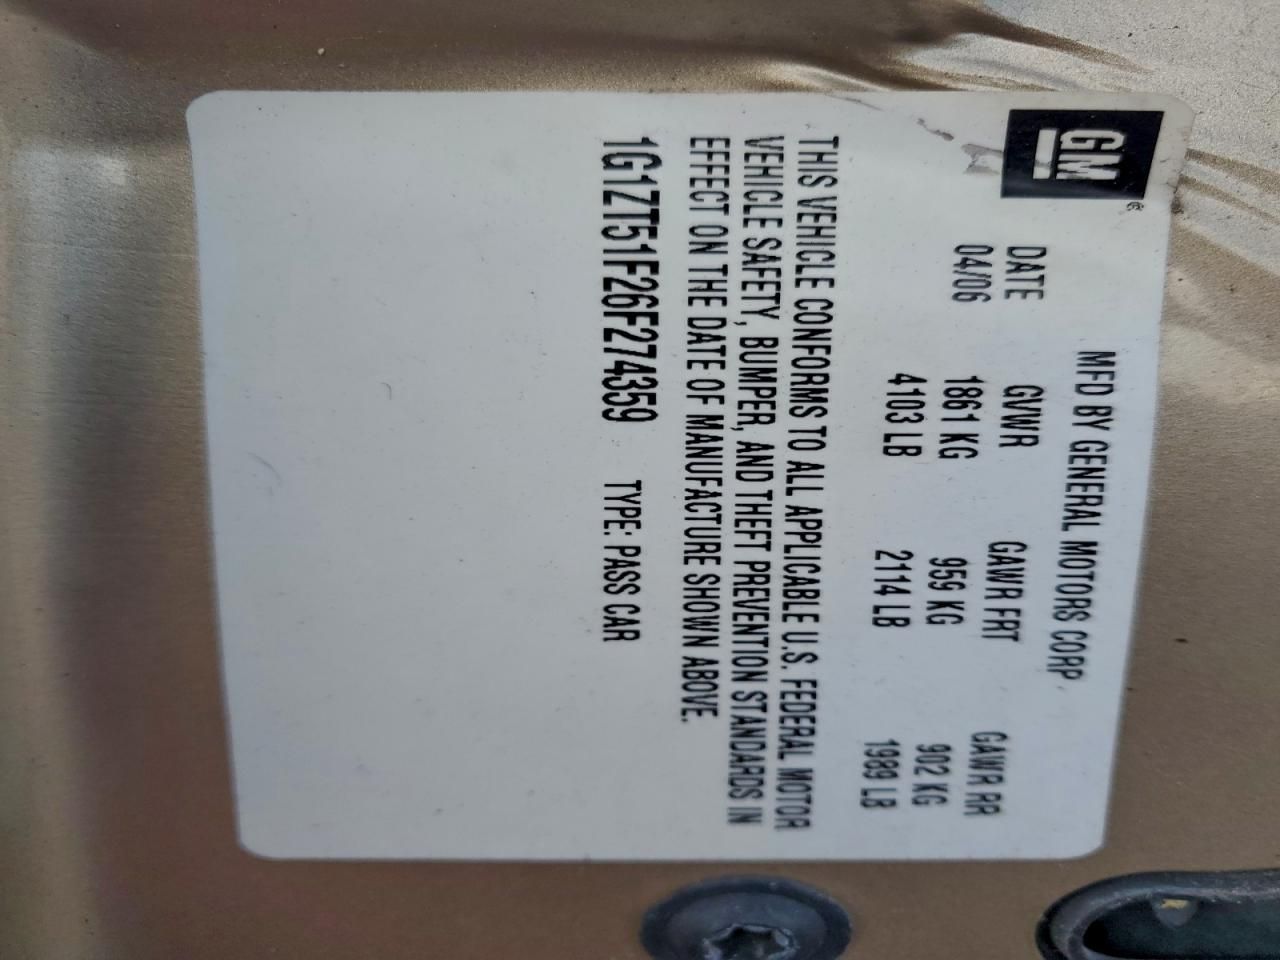 GM®
MFD BY GENERAL MOTORS CORP
DATE GVWR GAWR FRT GAWR RR
04/06 1861 KG 959 KG 902 KG
4103 LB 2114 LB 1989 LB
THIS VEHICLE CONFORMS TO ALL APPLICABLE U.S. FEDERAL MOTOR
VEHICLE SAFETY, BUMPER, AND THEFT PREVENTION STANDARDS IN
EFFECT ON THE DATE OF MANUFACTURE SHOWN ABOVE.
1G1ZT51F26F274359 TYPE: PASS CAR